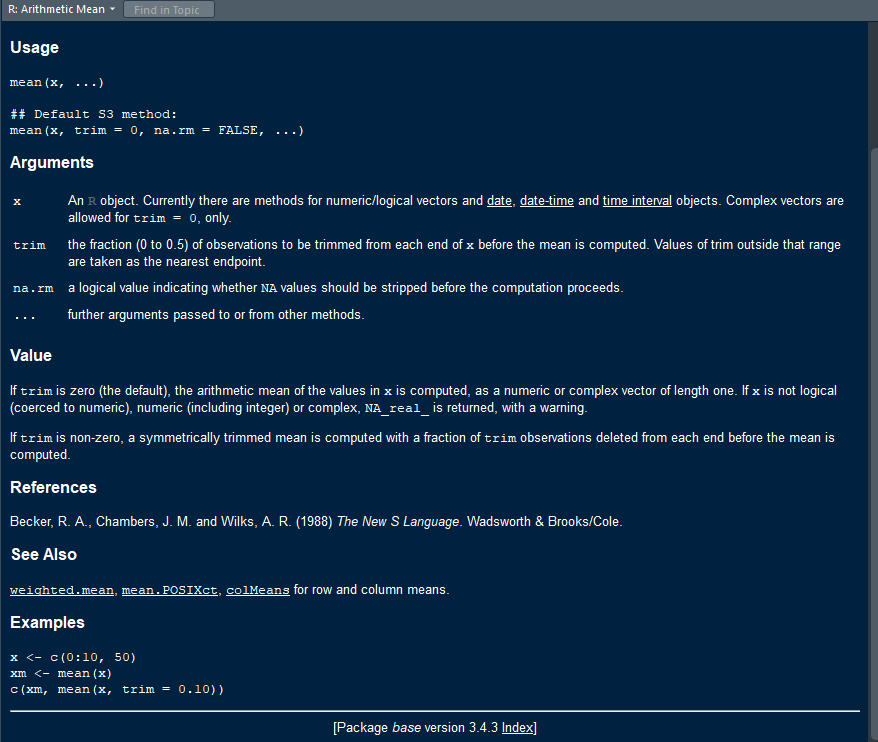 R: Arithmetic Mean
Find in Topic
Usage
mean(x, ...)
## Default S3 method:
mean(x, trim = 0, na.rm = FALSE, ...)
Arguments
x An R object. Currently there are methods for numeric/logical vectors and date, date-time and time interval objects. Complex vectors are
allowed for trim = 0, only.
trim the fraction (0 to 0.5) of observations to be trimmed from each end of x before the mean is computed. Values of trim outside that range
are taken as the nearest endpoint.
na.rm a logical value indicating whether NA values should be stripped before the computation proceeds.
... further arguments passed to or from other methods.
Value
If trim is zero (the default), the arithmetic mean of the values in x is computed, as a numeric or complex vector of length one. If x is not logical
(coerced to numeric), numeric (including integer) or complex, NA_real_ is returned, with a warning.
If trim is non-zero, a symmetrically trimmed mean is computed with a fraction of trim observations deleted from each end before the mean is
computed.
References
Becker, R. A., Chambers, J. M. and Wilks, A. R. (1988) The New S Language. Wadsworth & Brooks/Cole.
See Also
weighted.mean, mean.POSIXct, colMeans for row and column means.
Examples
x <- c(0:10, 50)
xm <- mean(x)
c(xm, mean(x, trim = 0.10))
[Package base version 3.4.3 Index]